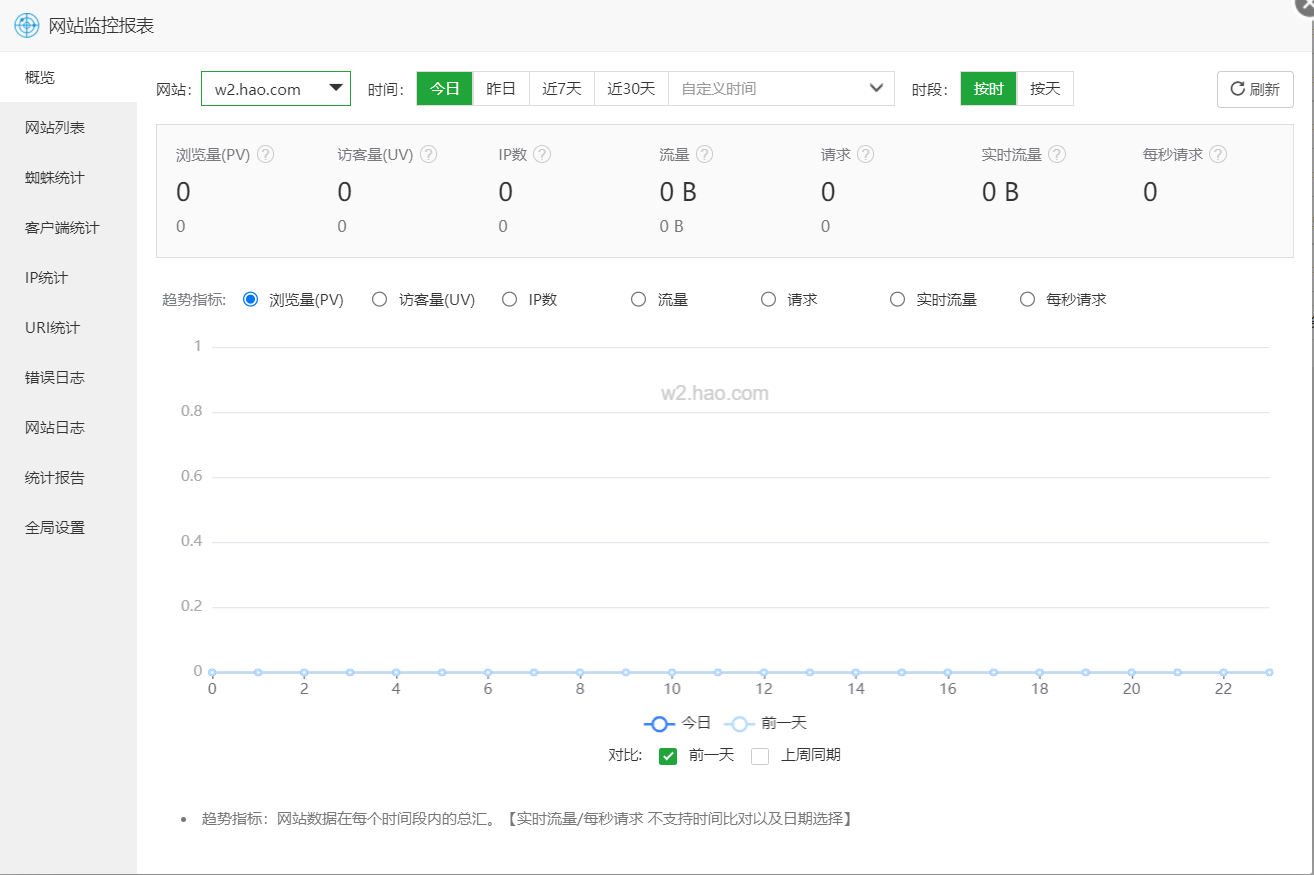 网站监控报表
概览
网站列表
蜘蛛统计
客户端统计
IP统计
URI统计
错误日志
网站日志
统计报告
全局设置
网站: w2.hao.com 时间: 今日 昨日 近7天 近30天 自定义时间 时段: 按时 按天 刷新
浏览量(PV) ? 访客量(UV) ? IP数 ? 流量 ? 请求 ? 实时流量 ? 每秒请求 ?
0 0 0 0 B 0 0 B 0
0 0 0 0 B 0
趋势指标: 浏览量(PV) 访客量(UV) IP数 流量 请求 实时流量 每秒请求
w2.hao.com
1
0.8
0.6
0.4
0.2
0
0 2 4 6 8 10 12 14 16 18 20 22
今日 前一天
对比: 前一天 上周同期
• 趋势指标：网站数据在每个时间段内的总汇。【实时流量/每秒请求 不支持时间比对以及日期选择】